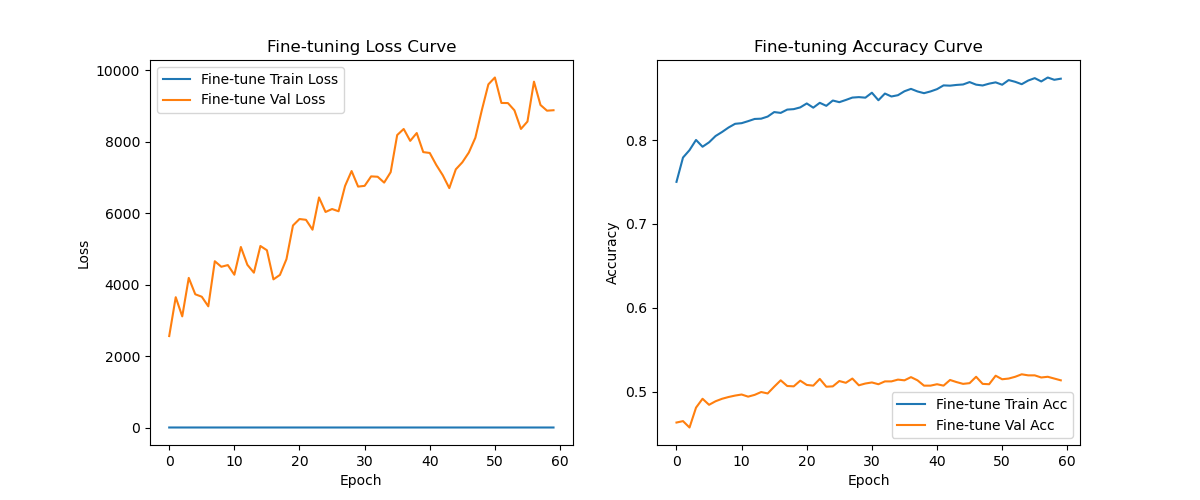 Fine-tuning Loss Curve
Fine-tune Train Loss
Fine-tune Val Loss
10000
8000
6000
4000
2000
0
Loss
0 10 20 30 40 50 60
Epoch
Fine-tuning Accuracy Curve
0.8
0.7
0.6
0.5
Accuracy
Fine-tune Train Acc
Fine-tune Val Acc
0 10 20 30 40 50 60
Epoch